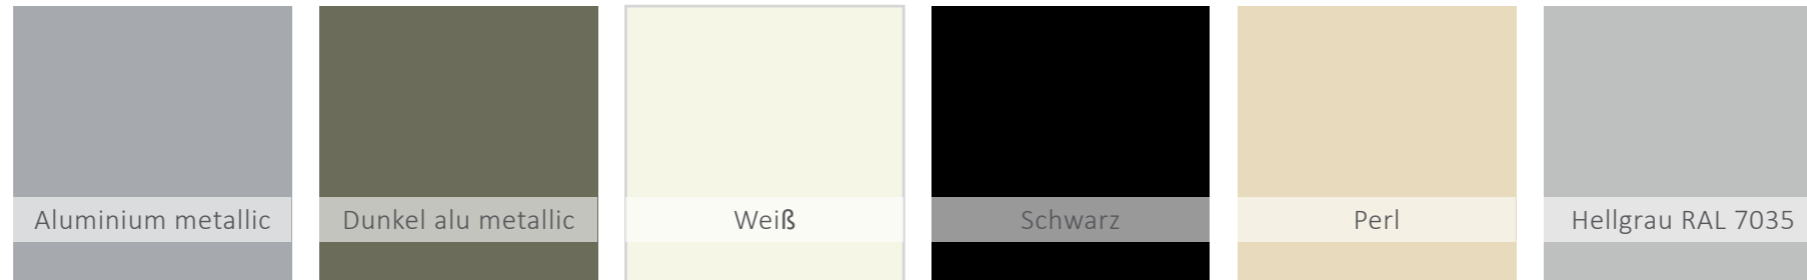 Aluminium metallic
Dunkel alu metallic
Weiß
Schwarz
Perl
Hellgrau RAL 7035